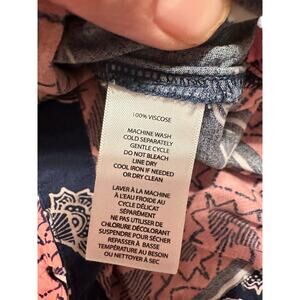 100% VISCOSE
MACHINE WASH
COLD SEPARATELY
GENTLE CYCLE
DO NOT BLEACH
LINE DRY
COOL IRON IF NEEDED
OR DRY CLEAN
LAVER À LA MACHINE
À L'EAU FROIDE AU
CYCLE DÉLICAT
SÉPARÉMENT
NE PAS UTILISER DE
CHLORURE DÉCOLORANT
SUSPENDRE POUR SÉCHER
REPASSER À BASSE
TEMPÉRATURE AU BESOIN
OU NETTOYER À SEC